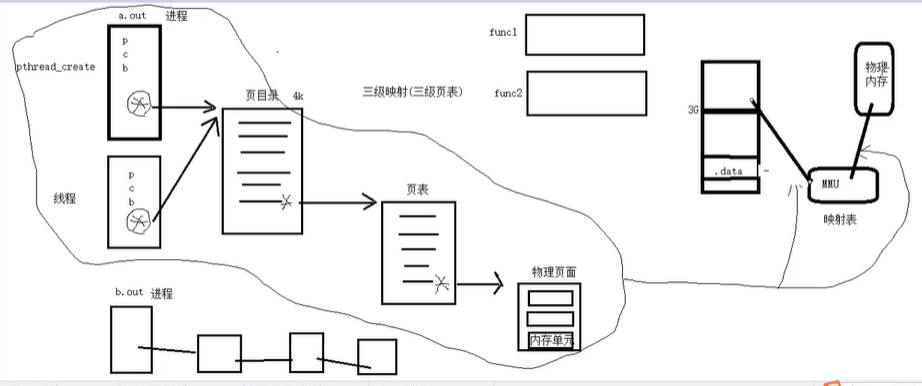 a.out 进程
p
c
b
pthread_create
线程
p
c
b
页目录 4k
三级映射(三级页表)
页表
物理页面
内存单元
b.out 进程
func1
func2
3G
.data
物理
内存
MMU
映射表